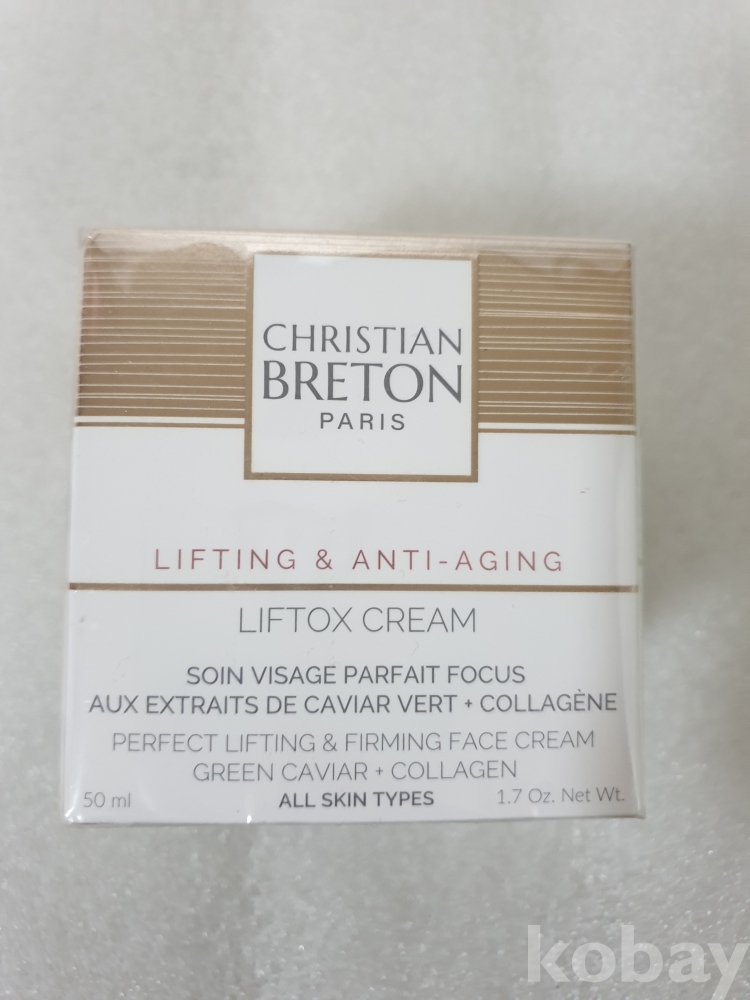 CHRISTIAN
BRETON
PARIS
LIFTING & ANTI-AGING
LIFTOX CREAM
SOIN VISAGE PARFAIT FOCUS
AUX EXTRAITS DE CAVIAR VERT + COLLAGÈNE
PERFECT LIFTING & FIRMING FACE CREAM
GREEN CAVIAR + COLLAGEN
50 ml ALL SKIN TYPES 1.7 Oz. Net Wt.
kobay